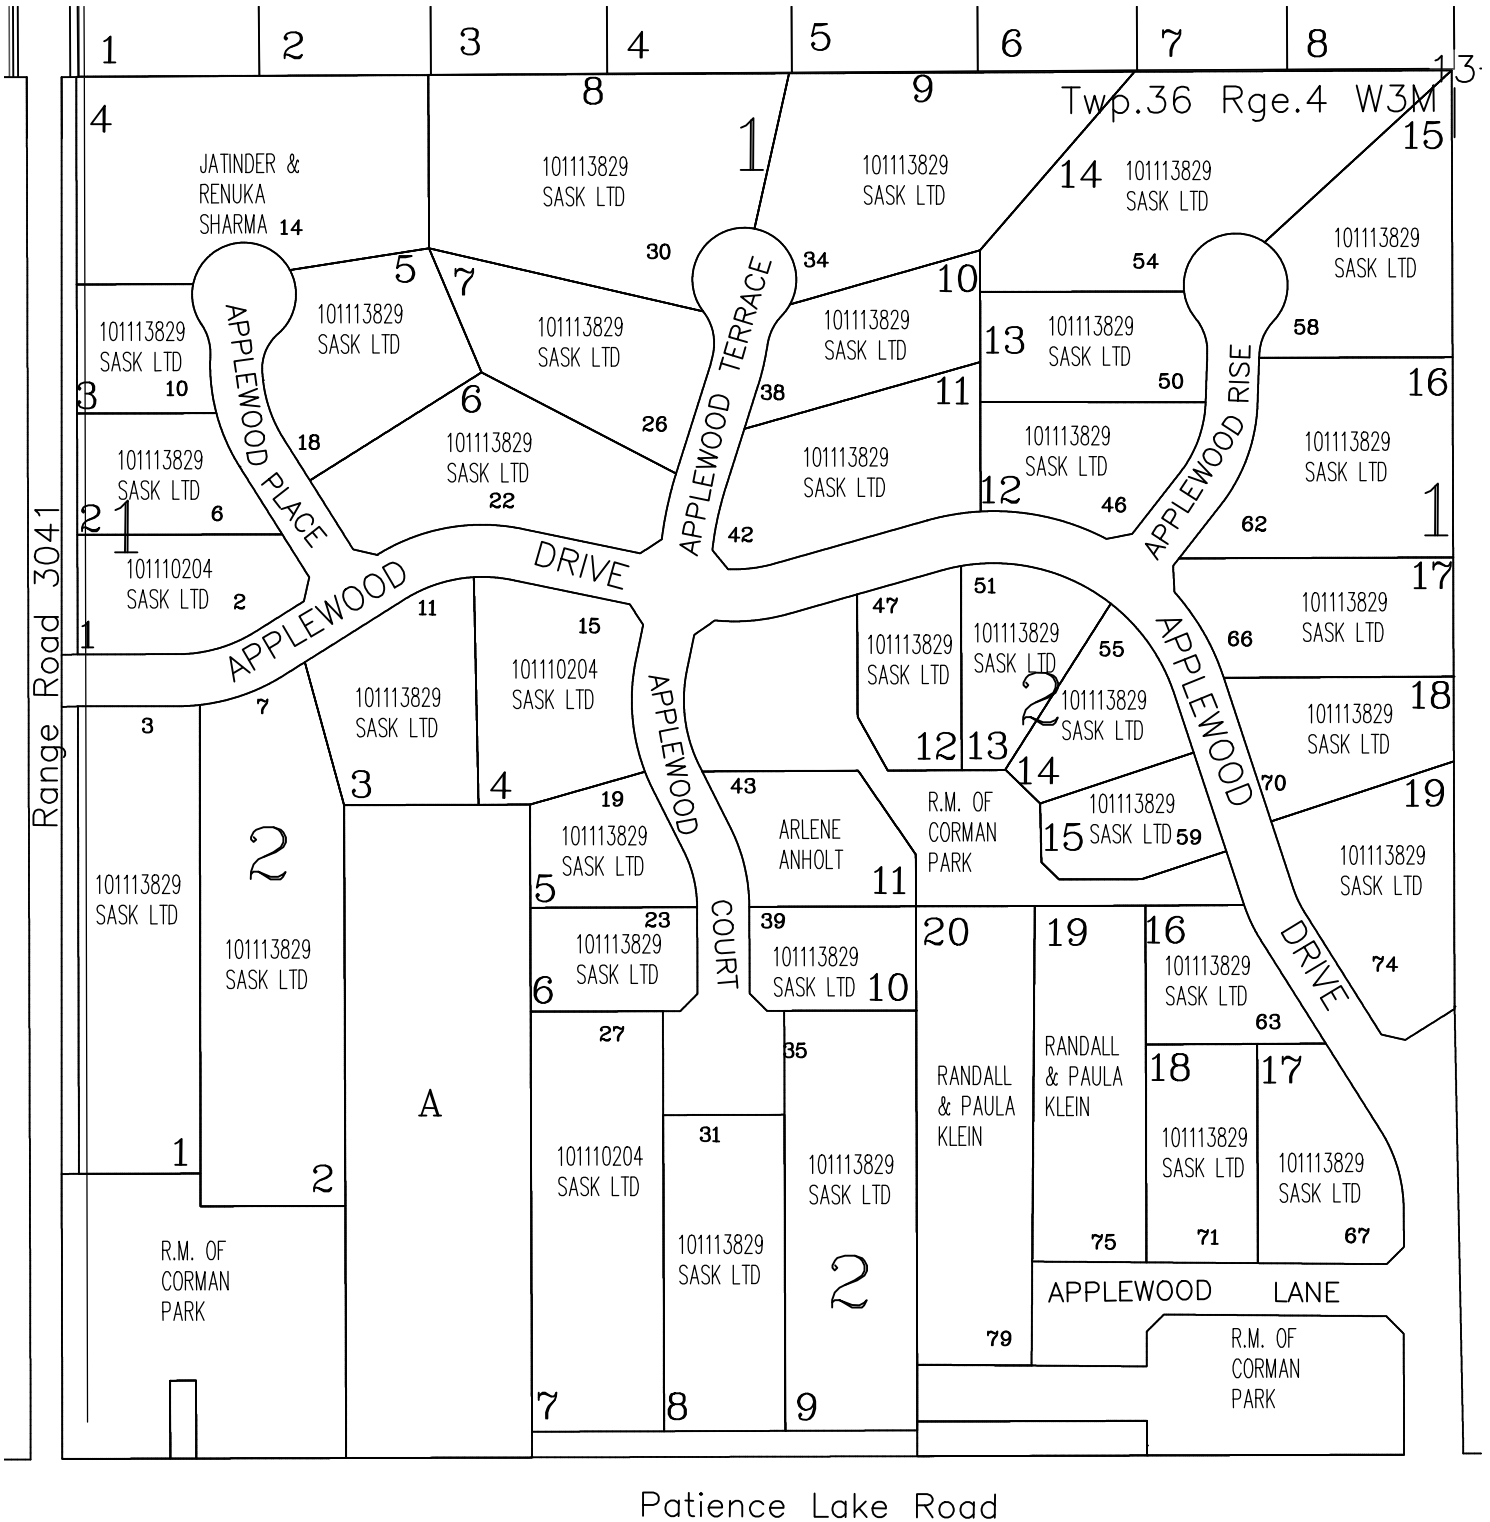 1
2
3
4
5
6
7
8
13
Twp.36 Rge.4 W3M
4
JATINDER &
RENUKA
SHARMA
14
8
1
101113829
SASK LTD
30
9
101113829
SASK LTD
34
14
101113829
SASK LTD
54
15
101113829
SASK LTD
58
5
101113829
SASK LTD
18
7
101113829
SASK LTD
26
10
101113829
SASK LTD
38
13
101113829
SASK LTD
50
16
101113829
SASK LTD
62
1
3
101113829
SASK LTD
10
6
101113829
SASK LTD
22
11
101113829
SASK LTD
42
12
101113829
SASK LTD
46
2
101113829
SASK LTD
6
1
1
101110204
SASK LTD
2
APPLEWOOD PLACE
APPLEWOOD TERRACE
APPLEWOOD RISE
APPLEWOOD
DRIVE
17
101113829
SASK LTD
66
18
101113829
SASK LTD
70
19
101113829
SASK LTD
74
Range Road 3041
3
101113829
SASK LTD
1
7
2
101113829
SASK LTD
2
11
101113829
SASK LTD
3
15
101110204
SASK LTD
4
47
101113829
SASK LTD
12
51
101113829
SASK LTD
13
2
55
101113829
SASK LTD
14
101113829
SASK LTD
15
59
APPLEWOOD
COURT
APPLEWOOD
DRIVE
19
101113829
SASK LTD
5
43
ARLENE
ANHOLT
11
R.M. OF
CORMAN
PARK
23
101113829
SASK LTD
6
39
101113829
SASK LTD
10
20
RANDALL
& PAULA
KLEIN
79
19
RANDALL
& PAULA
KLEIN
75
16
101113829
SASK LTD
63
18
101113829
SASK LTD
71
17
101113829
SASK LTD
67
A
27
101110204
SASK LTD
7
31
101113829
SASK LTD
8
35
101113829
SASK LTD
2
9
R.M. OF
CORMAN
PARK
APPLEWOOD LANE
R.M. OF
CORMAN
PARK
Patience Lake Road